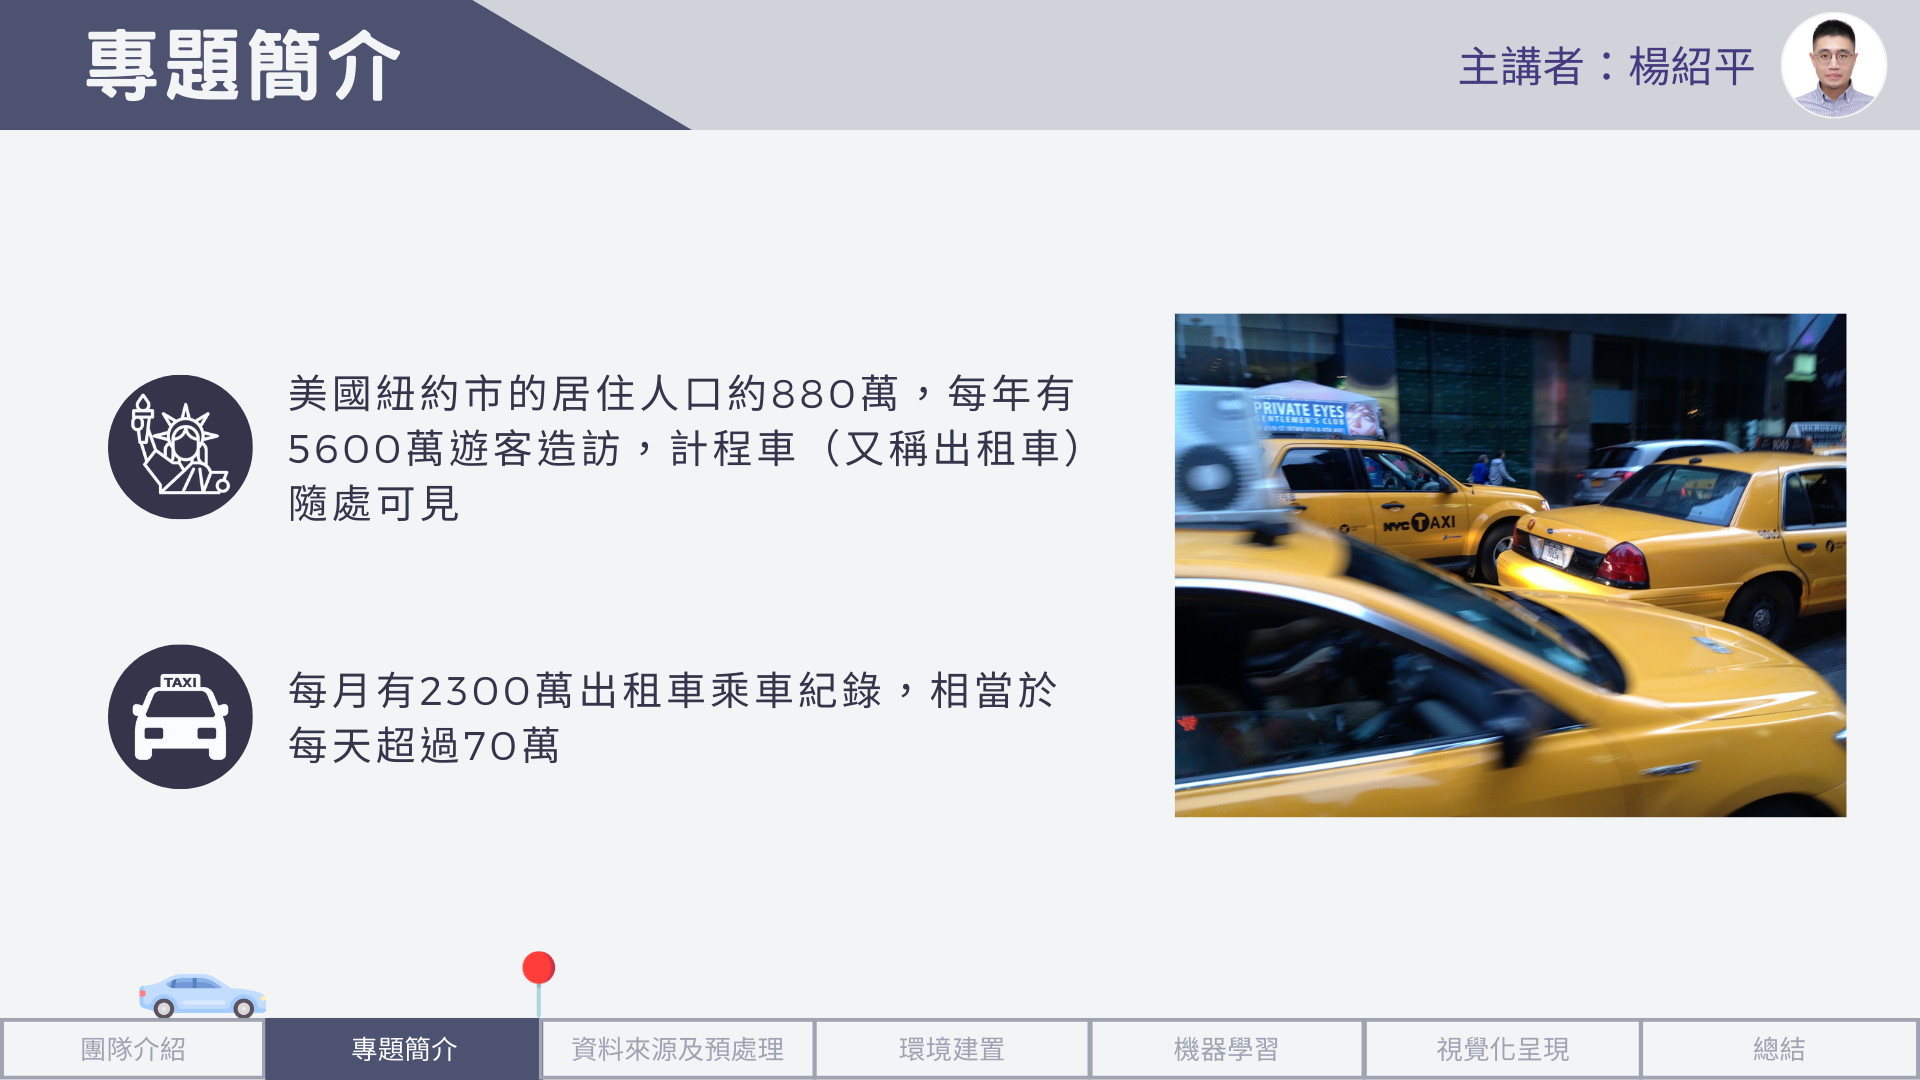 專題簡介
主講者：楊紹平
美國紐約市的居住人口約880萬，每年有
5600萬遊客造訪，計程車（又稱出租車）
隨處可見
PRIVATE EYES
GENTLEMEN'S CLUB
NYC TAXI
TAXI
每月有2300萬出租車乘車紀錄，相當於
每天超過70萬
團隊介紹
專題簡介
資料來源及預處理
環境建置
機器學習
視覺化呈現
總結